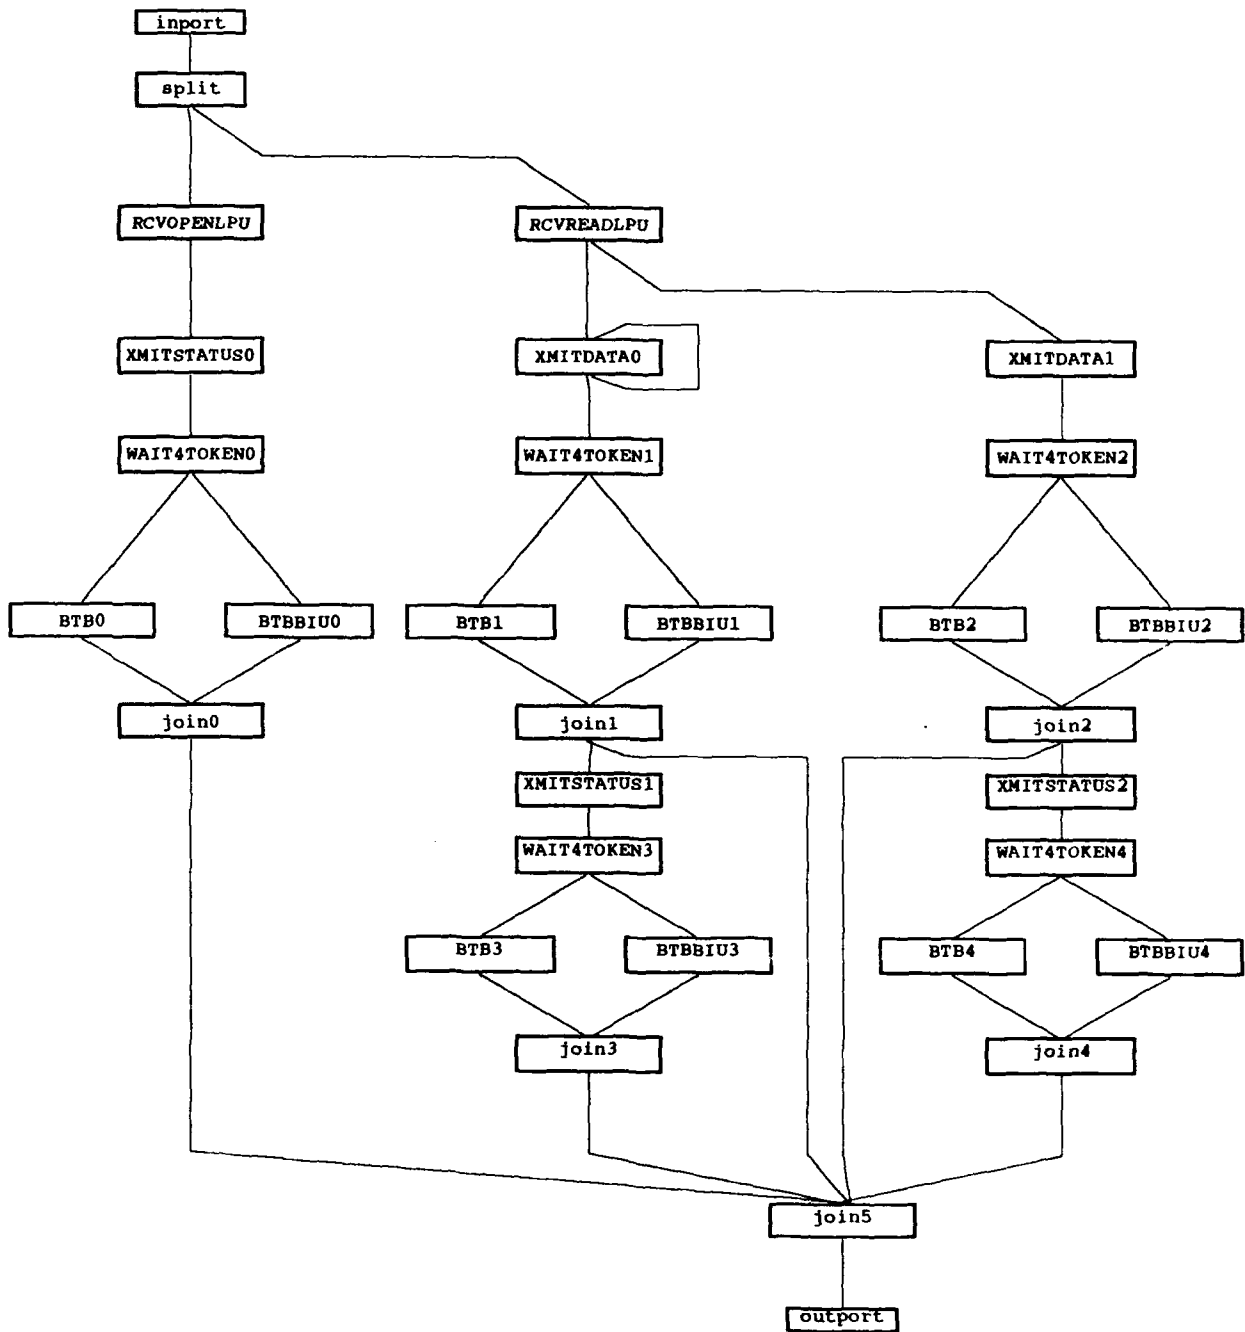 inport
split
RCVOPENLPU
RCVREADLPU
XMITSTATUS0
XMITDATA0
XMITDATA1
WAIT4TOKEN0
WAIT4TOKEN1
WAIT4TOKEN2
BTB0
BTBBIU0
BTB1
BTBBIU1
BTB2
BTBBIU2
join0
join1
join2
XMITSTATUS1
XMITSTATUS2
WAIT4TOKEN3
WAIT4TOKEN4
BTB3
BTBBIU3
BTB4
BTBBIU4
join3
join4
join5
outport